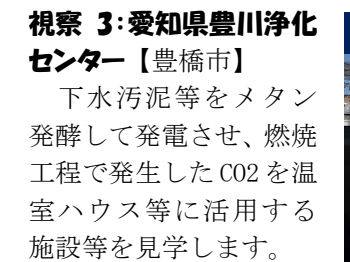 視察 3：愛知県豊川浄化
センター【豊橋市】
　下水汚泥等をメタン
発酵して発電させ、燃焼
工程で発生した CO2 を温
室ハウス等に活用する
施設等を見学します。